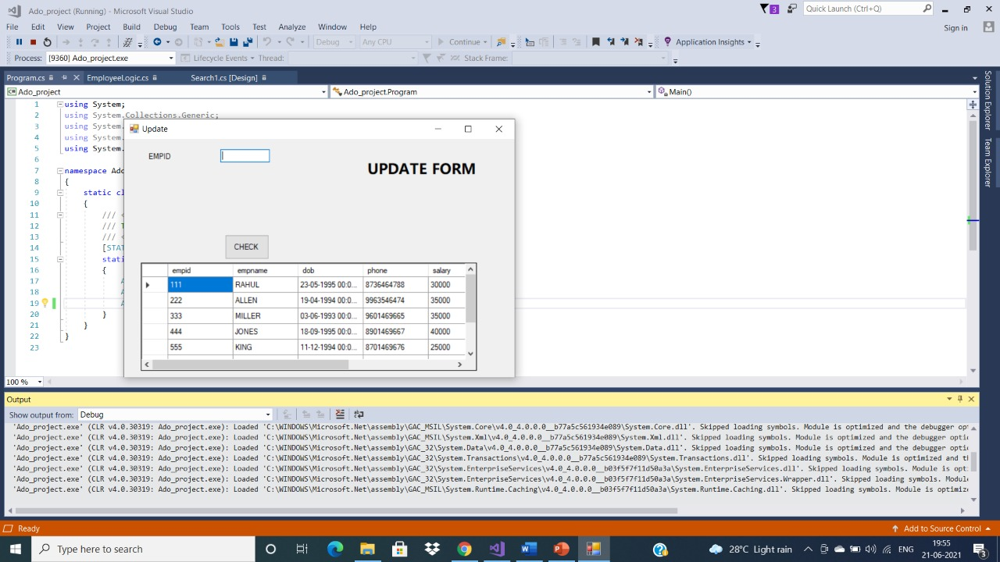 Ado_project (Running) - Microsoft Visual Studio
3
Quick Launch (Ctrl+Q)
File Edit View Project Build Debug Team Tools Test Analyze Window Help
Sign in
Debug Any CPU Continue Application Insights
Process: [9360] Ado_project.exe Lifecycle Events Thread: Stack Frame:
Program.cs EmployeeLogic.cs Search1.cs [Design]
Ado_project Ado_project.Program Main()
Solution Explorer
Team Explorer
1 using System;
2 using System.Collections.Generic;
3 using System.
4 using System.
5 using System.
6
7 namespace Ado
8 {
9 static cl
10 {
11 /// <
12 /// T
13 /// <
14 [STAT
15 stati
16 {
17 A
18 A
19 A
20 }
21 }
22 }
23
Update
EMPID
UPDATE FORM
CHECK
empid empname dob phone salary
111 RAHUL 23-05-1995 00:0... 8736464788 30000
222 ALLEN 19-04-1994 00:0... 9963546474 35000
333 MILLER 03-06-1993 00:0... 9601469665 35000
444 JONES 18-09-1995 00:0... 8901469667 40000
555 KING 11-12-1994 00:0... 8701469676 25000
100 %
Output
Show output from: Debug
'Ado_project.exe' (CLR v4.0.30319: Ado_project.exe): Loaded 'C:\WINDOWS\Microsoft.Net\assembly\GAC_MSIL\System.Core\v4.0_4.0.0.0__b77a5c561934e089\System.Core.dll'. Skipped loading symbols. Module is optimized and the debugger op
'Ado_project.exe' (CLR v4.0.30319: Ado_project.exe): Loaded 'C:\WINDOWS\Microsoft.Net\assembly\GAC_MSIL\System.Xml\v4.0_4.0.0.0__b77a5c561934e089\System.Xml.dll'. Skipped loading symbols. Module is optimized and the debugger optio
'Ado_project.exe' (CLR v4.0.30319: Ado_project.exe): Loaded 'C:\WINDOWS\Microsoft.Net\assembly\GAC_32\System.Data\v4.0_4.0.0.0__b77a5c561934e089\System.Data.dll'. Skipped loading symbols. Module is optimized and the debugger opti
'Ado_project.exe' (CLR v4.0.30319: Ado_project.exe): Loaded 'C:\WINDOWS\Microsoft.Net\assembly\GAC_32\System.Transactions\v4.0_4.0.0.0__b77a5c561934e089\System.Transactions.dll'. Skipped loading symbols. Module is optimized and th
'Ado_project.exe' (CLR v4.0.30319: Ado_project.exe): Loaded 'C:\WINDOWS\Microsoft.Net\assembly\GAC_32\System.EnterpriseServices\v4.0_4.0.0.0__b03f5f7f11d50a3a\System.EnterpriseServices.dll'. Skipped loading symbols. Module is opt
'Ado_project.exe' (CLR v4.0.30319: Ado_project.exe): Loaded 'C:\WINDOWS\Microsoft.Net\assembly\GAC_32\System.EnterpriseServices\v4.0_4.0.0.0__b03f5f7f11d50a3a\System.EnterpriseServices.Wrapper.dll'. Skipped loading symbols. Modul
'Ado_project.exe' (CLR v4.0.30319: Ado_project.exe): Loaded 'C:\WINDOWS\Microsoft.Net\assembly\GAC_MSIL\System.Runtime.Caching\v4.0_4.0.0.0__b03f5f7f11d50a3a\System.Runtime.Caching.dll'. Skipped loading symbols. Module is optimize
Ready
Add to Source Control
Type here to search
28°C Light rain
ENG
19:55
21-06-2021
3